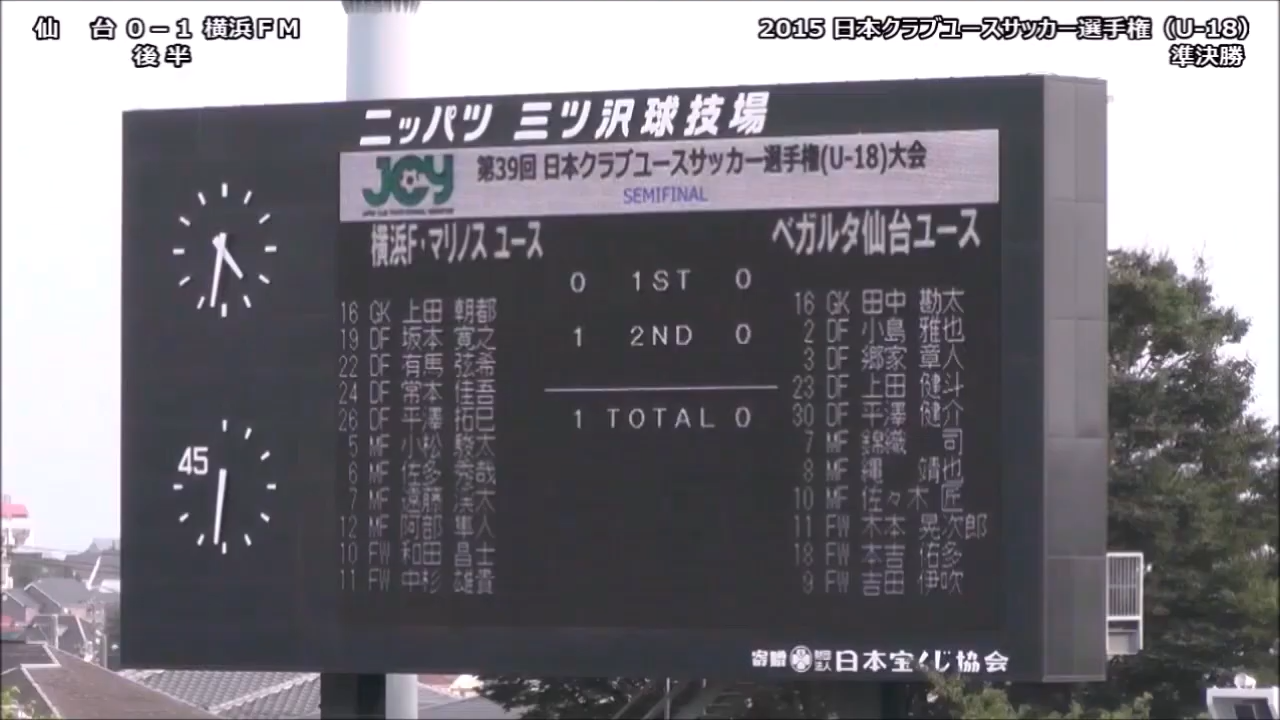 仙　台 0－1 横浜FM
後半
2015 日本クラブユースサッカー選手権（U-18）
準決勝
ニッパツ 三ツ沢球技場
JCY
第39回 日本クラブユースサッカー選手権(U-18)大会
SEMIFINAL
横浜F・マリノス ユース
ベガルタ仙台ユース
0 1ST 0
1 2ND 0
1 TOTAL 0
16 GK 上田 朝都
19 DF 坂本 寛之
22 DF 有馬 弦希
24 DF 常本 佳吾
26 DF 平澤 拓巳
5 MF 小松 駿太
6 MF 佐多 秀哉
7 MF 遠藤 渓太
12 MF 阿部 隼人
10 FW 和田 昌士
11 FW 中杉 雄貴
16 GK 田中 勘太
2 DF 小島 雅也
3 DF 郷家 章人
23 DF 上田 健斗
30 DF 平澤 健介
7 MF 錦織 司
8 MF 縄 靖也
10 MF 佐々木 匠
11 FW 木本 晃次郎
18 FW 本吉 佑多
9 FW 吉田 伊吹
45
寄贈
日本宝くじ協会